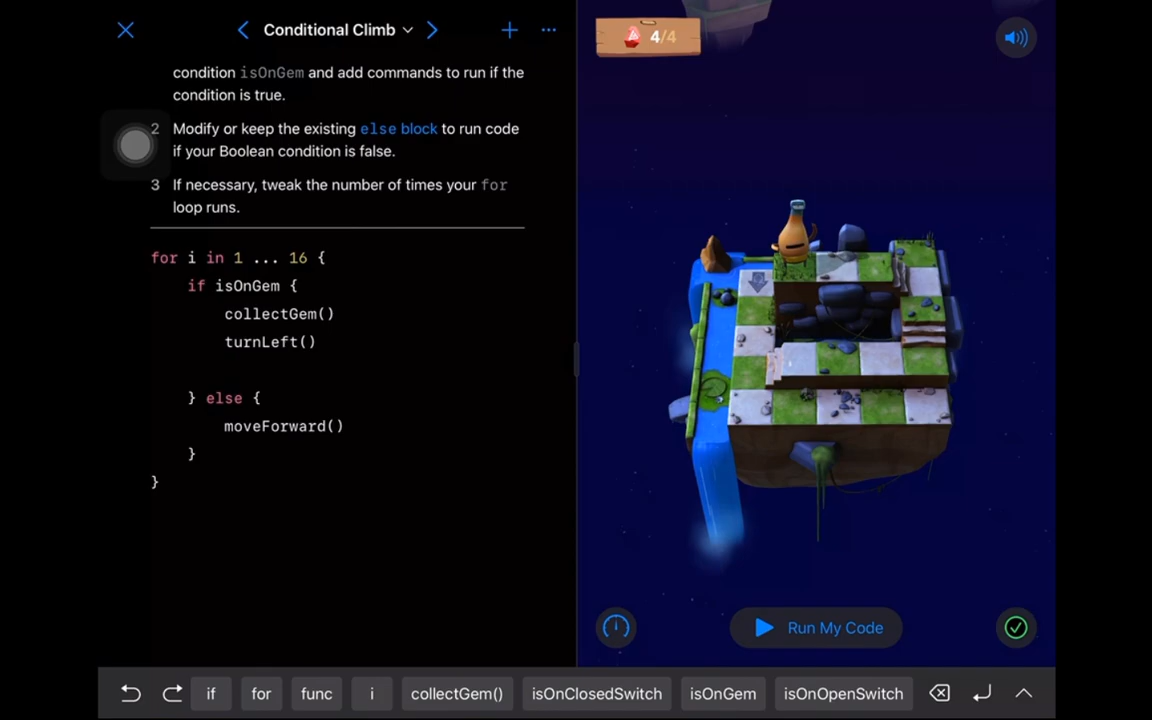 Conditional Climb
4/4
condition isOnGem and add commands to run if the
condition is true.
2 Modify or keep the existing else block to run code
if your Boolean condition is false.
3 If necessary, tweak the number of times your for
loop runs.
for i in 1 ... 16 {
if isOnGem {
collectGem()
turnLeft()
} else {
moveForward()
}
}
Run My Code
if for func i collectGem() isOnClosedSwitch isOnGem isOnOpenSwitch